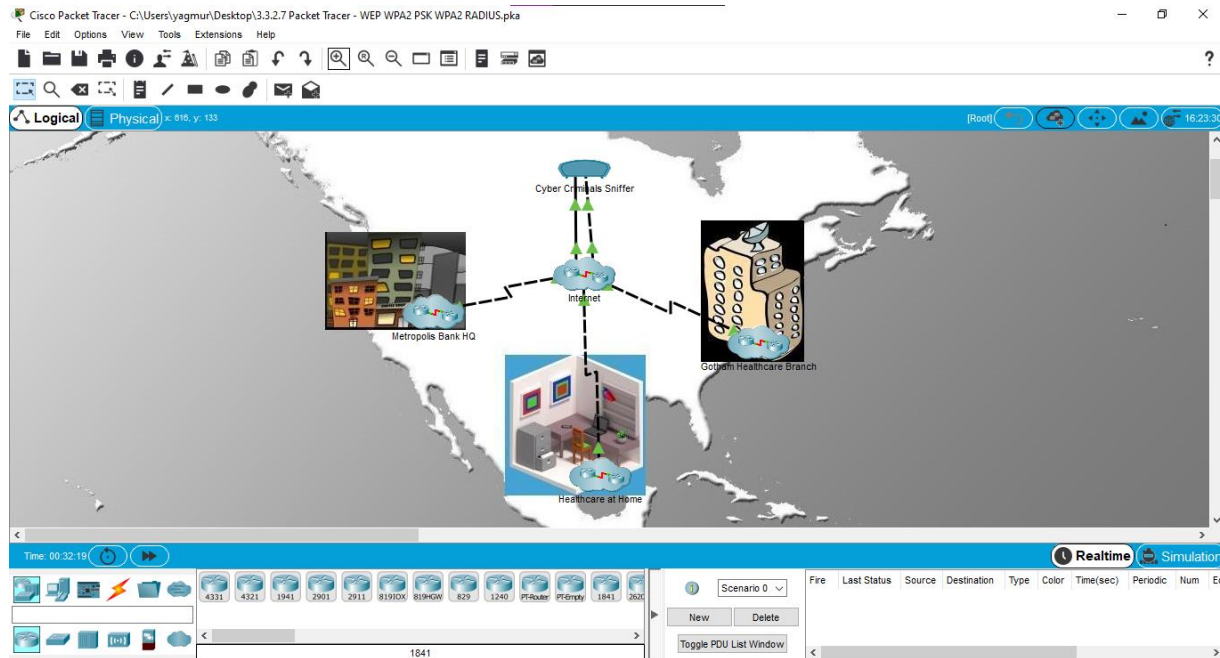 Cisco Packet Tracer - C:\Users\yagmur\Desktop\3.3.2.7 Packet Tracer - WEP WPA2 PSK WPA2 RADIUS.pka
File Edit Options View Tools Extensions Help
?
Logical Physical x: 616, y: 133 [Root] 16:23:30
Cyber Criminals Sniffer
Internet
Metropolis Bank HQ
Gotham Healthcare Branch
Healthcare at Home
Time: 00:32:19 Realtime Simulation
4331 4321 1941 2901 2911 819IOX 819HGW 829 1240 PT-Router PT-Empty 1841 262
Scenario 0
Fire Last Status Source Destination Type Color Time(sec) Periodic Num
New Delete
Toggle PDU List Window
1841